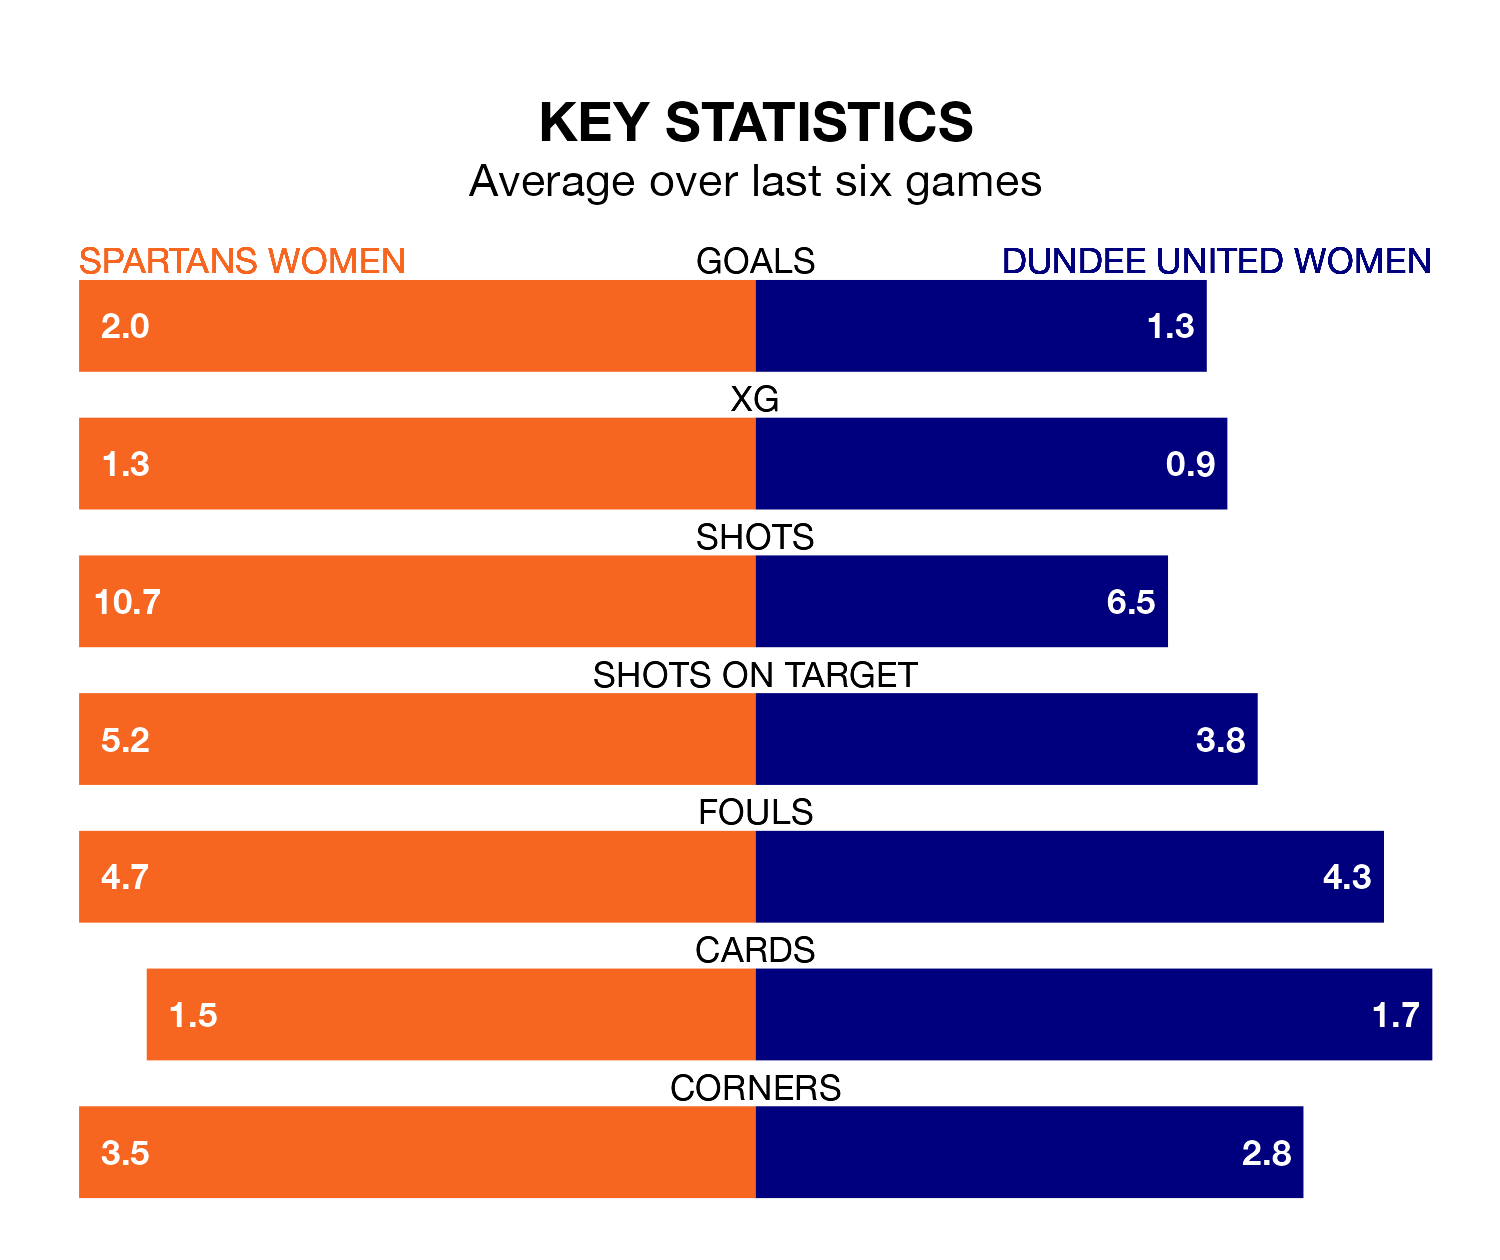 KEY STATISTICS
Average over last six games
SPARTANS WOMEN GOALS DUNDEE UNITED WOMEN
2.0 1.3
XG
1.3 0.9
SHOTS
10.7 6.5
SHOTS ON TARGET
5.2 3.8
FOULS
4.7 4.3
CARDS
1.5 1.7
CORNERS
3.5 2.8